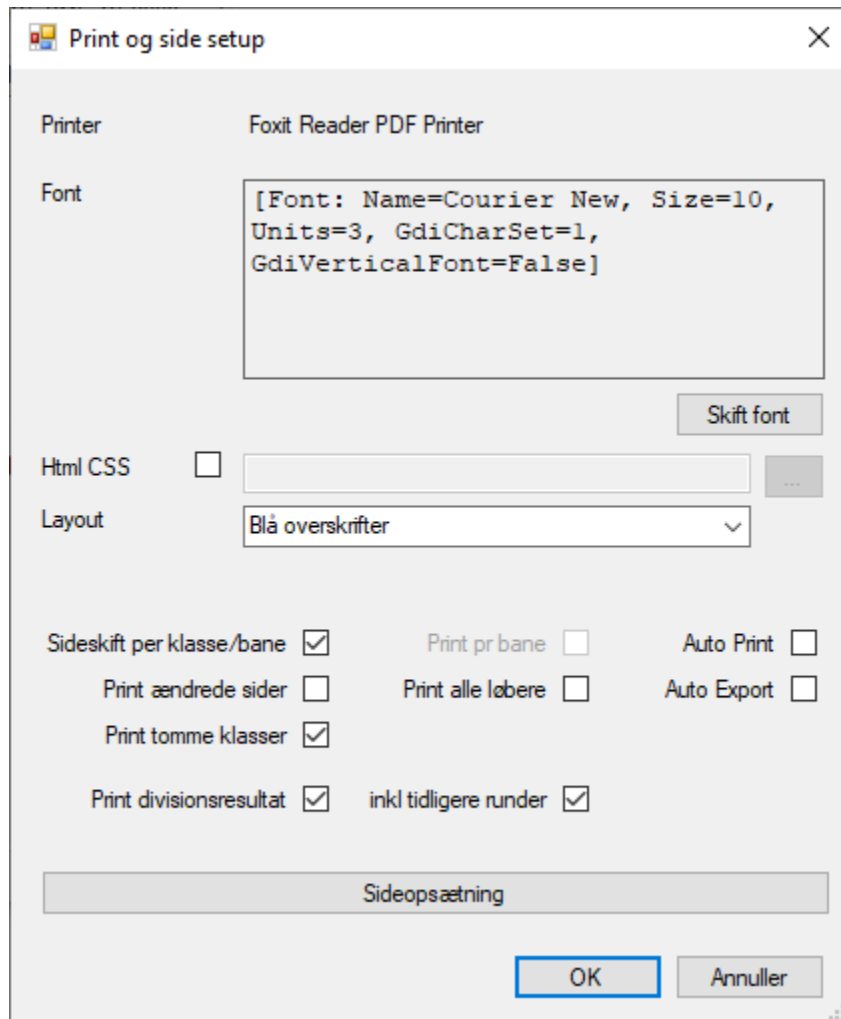 Print og side setup
Printer Foxit Reader PDF Printer
Font [Font: Name=Courier New, Size=10,
Units=3, GdiCharSet=1,
GdiVerticalFont=False]
Skift font
Html CSS ...
Layout Blå overskrifter
Sideskift per klasse/bane Print pr bane Auto Print
Print ændrede sider Print alle løbere Auto Export
Print tomme klasser
Print divisionsresultat inkl tidligere runder
Sideopsætning
OK Annuller